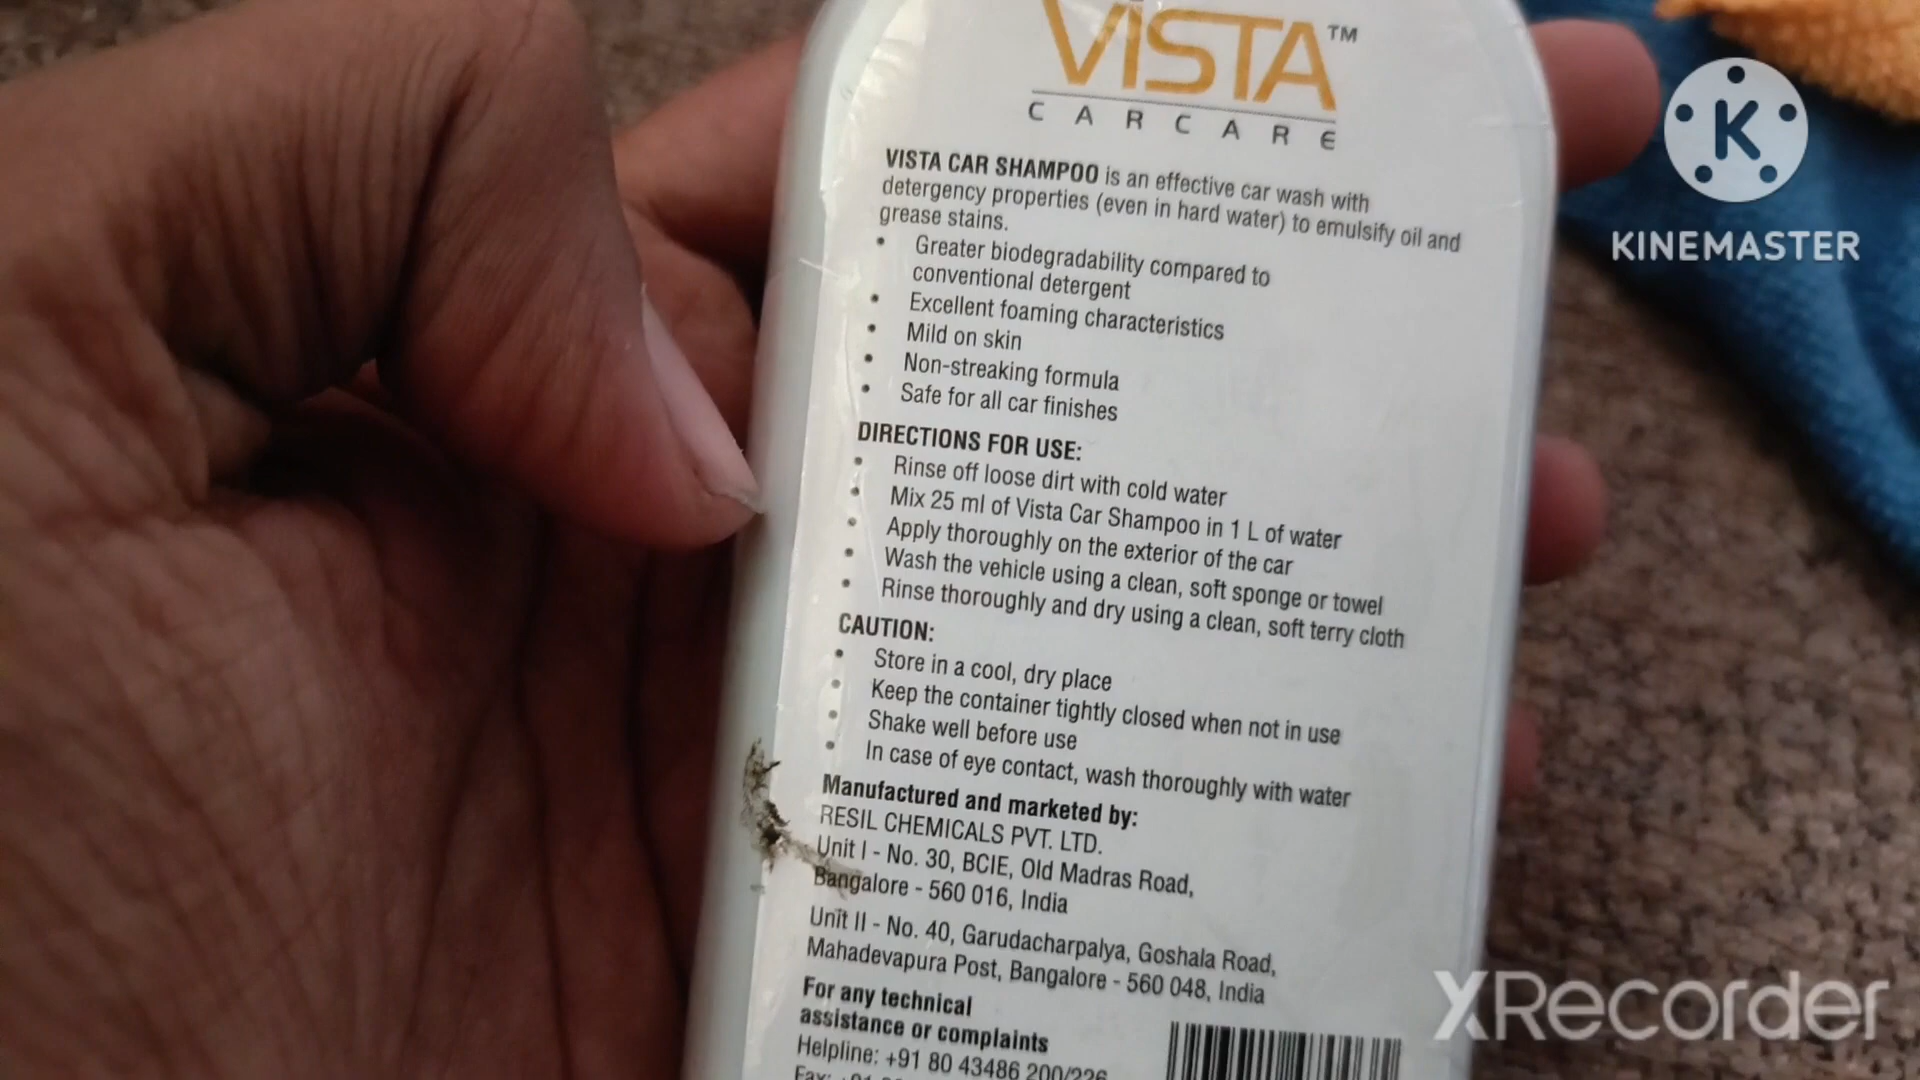 VISTA™
CARCARE
VISTA CAR SHAMPOO is an effective car wash with
detergency properties (even in hard water) to emulsify oil and
grease stains.
• Greater biodegradability compared to
conventional detergent
• Excellent foaming characteristics
• Mild on skin
• Non-streaking formula
• Safe for all car finishes
DIRECTIONS FOR USE:
• Rinse off loose dirt with cold water
• Mix 25 ml of Vista Car Shampoo in 1 L of water
• Apply thoroughly on the exterior of the car
• Wash the vehicle using a clean, soft sponge or towel
• Rinse thoroughly and dry using a clean, soft terry cloth
CAUTION:
• Store in a cool, dry place
• Keep the container tightly closed when not in use
• Shake well before use
• In case of eye contact, wash thoroughly with water
Manufactured and marketed by:
RESIL CHEMICALS PVT. LTD.
Unit I - No. 30, BCIE, Old Madras Road,
Bangalore - 560 016, India
Unit II - No. 40, Garudacharpalya, Goshala Road,
Mahadevapura Post, Bangalore - 560 048, India
For any technical
assistance or complaints
Helpline: +91 80 43486 200/226
Fax:
K
KINEMASTER
XRecorder